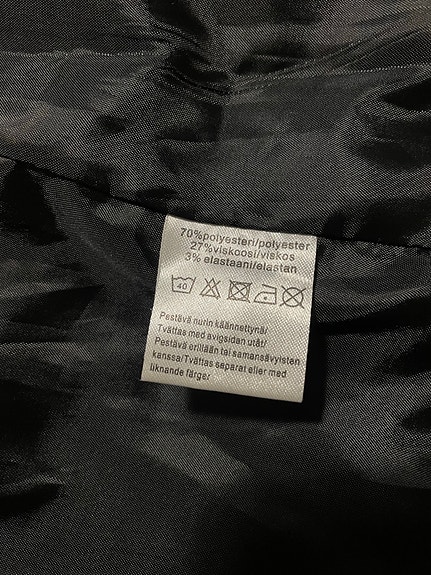 70%polyesteri/polyester
27%viskoosi/viskos
3% elastaani/elastan
40
Pestävä nurin käännettynä/
Tvättas med avigsidan utåt/
Pestävä erillään tai samansävyisten
kanssa/Tvättas separat eller med
liknande färger